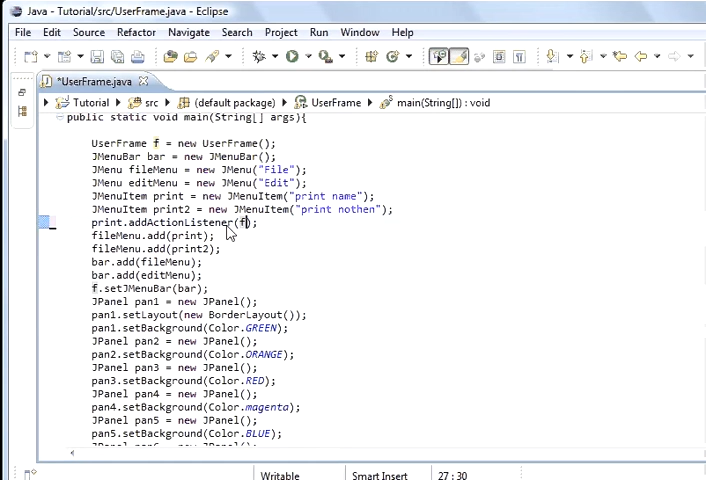 Java - Tutorial/src/UserFrame.java - Eclipse
File Edit Source Refactor Navigate Search Project Run Window Help
*UserFrame.java
Tutorial src (default package) UserFrame main(String[]) : void
public static void main(String[] args){
UserFrame f = new UserFrame();
JMenuBar bar = new JMenuBar();
JMenu fileMenu = new JMenu("File");
JMenu editMenu = new JMenu("Edit");
JMenuItem print = new JMenuItem("print name");
JMenuItem print2 = new JMenuItem("print nothen");
print.addActionListener(f);
fileMenu.add(print);
fileMenu.add(print2);
bar.add(fileMenu);
bar.add(editMenu);
f.setJMenuBar(bar);
JPanel pan1 = new JPanel();
pan1.setLayout(new BorderLayout());
pan1.setBackground(Color.GREEN);
JPanel pan2 = new JPanel();
pan2.setBackground(Color.ORANGE);
JPanel pan3 = new JPanel();
pan3.setBackground(Color.RED);
JPanel pan4 = new JPanel();
pan4.setBackground(Color.magenta);
JPanel pan5 = new JPanel();
pan5.setBackground(Color.BLUE);
Writable Smart Insert 27 : 30